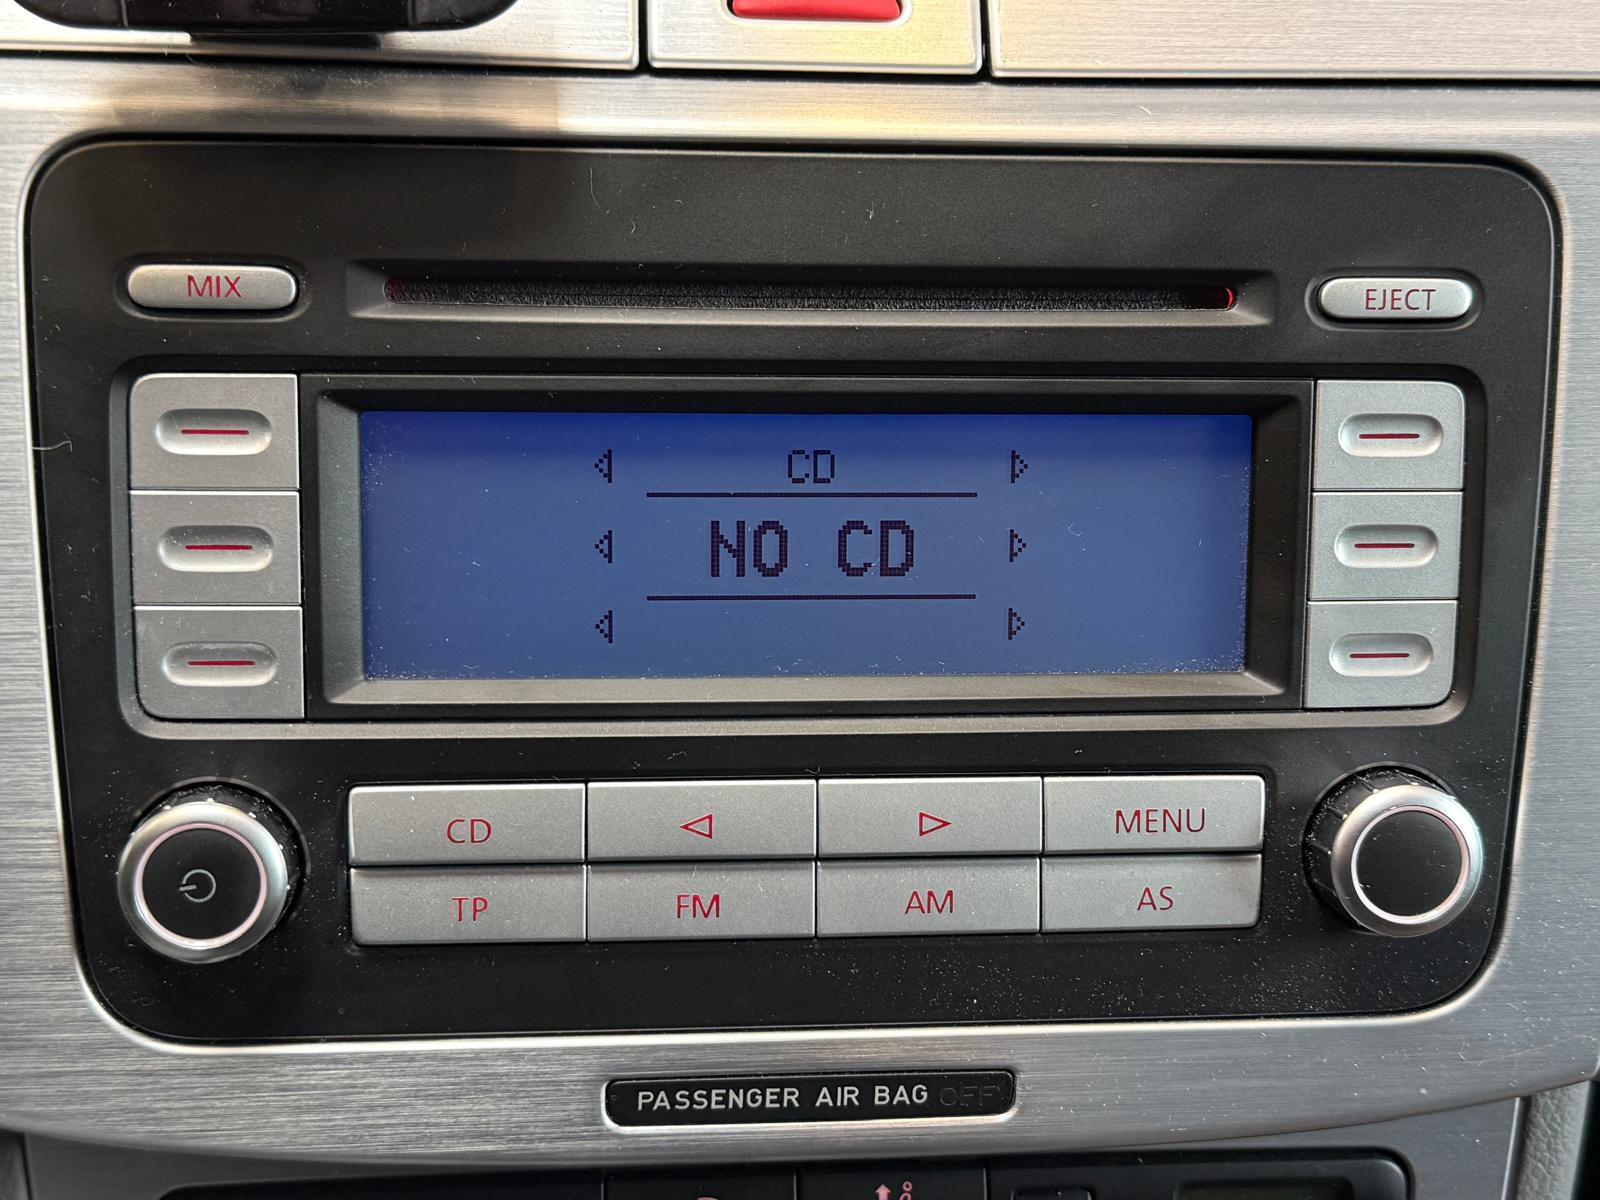 MIX
EJECT
CD
NO CD
CD
MENU
TP
FM
AM
AS
PASSENGER AIR BAG OFF